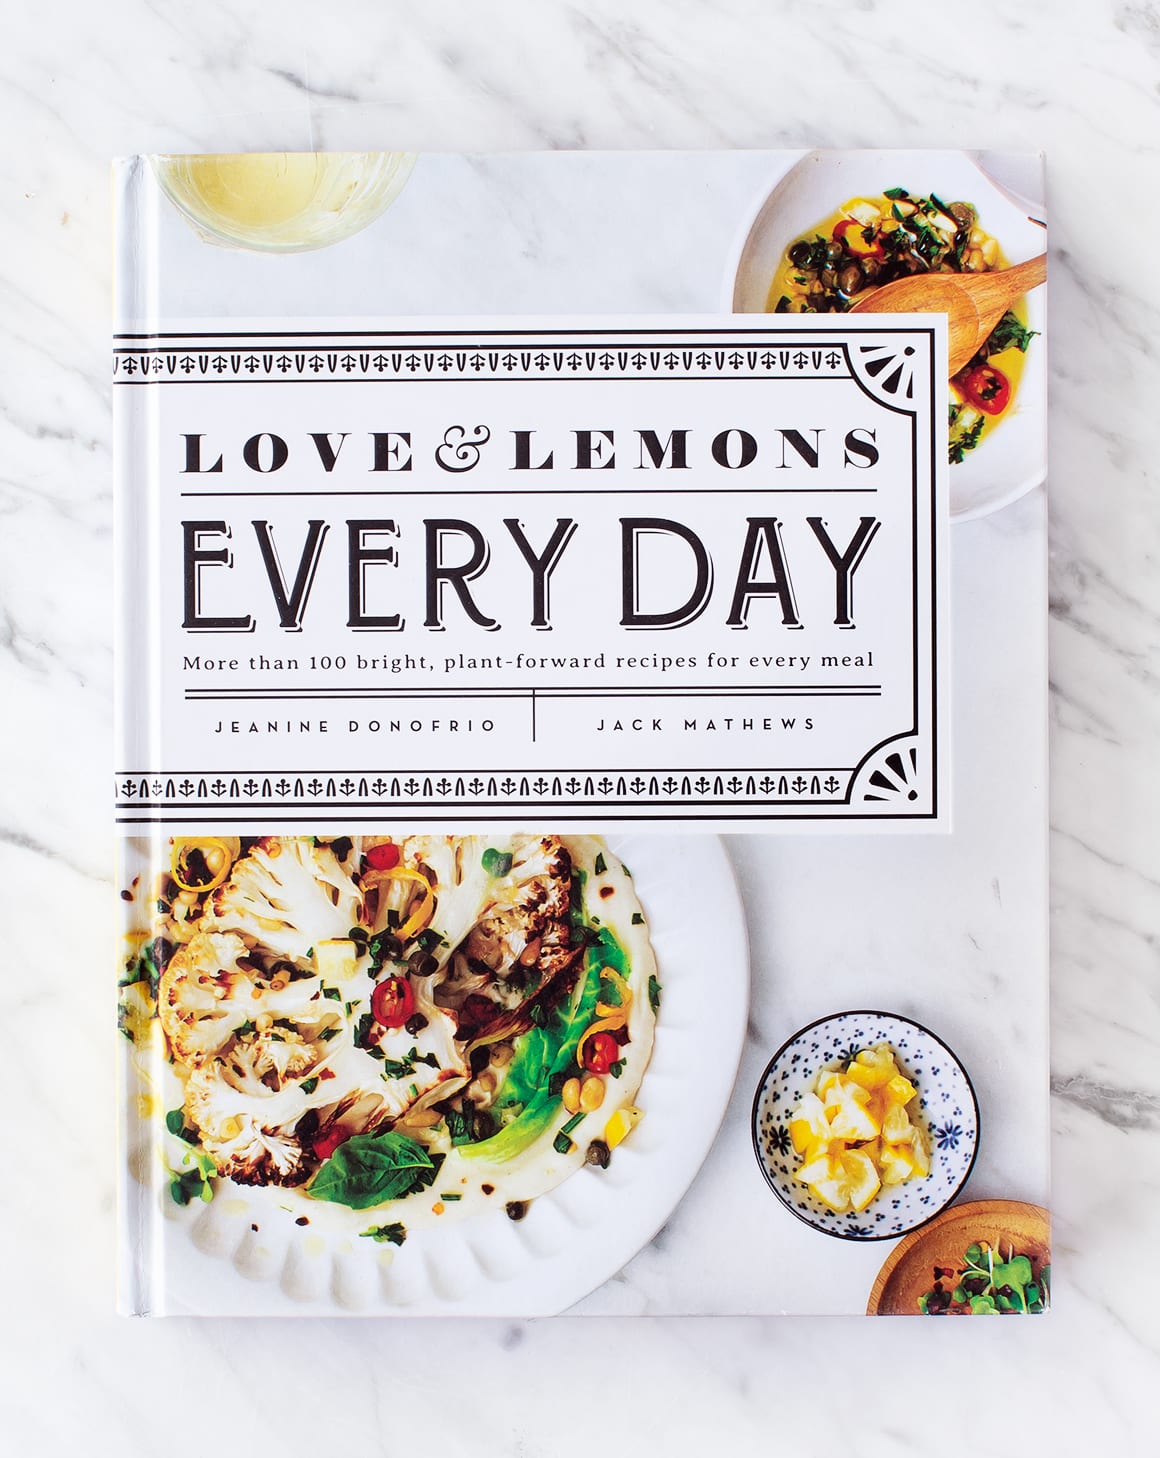 LOVE & LEMONS
EVERY DAY
More than 100 bright, plant-forward recipes for every meal
JEANINE DONOFRIO JACK MATHEWS